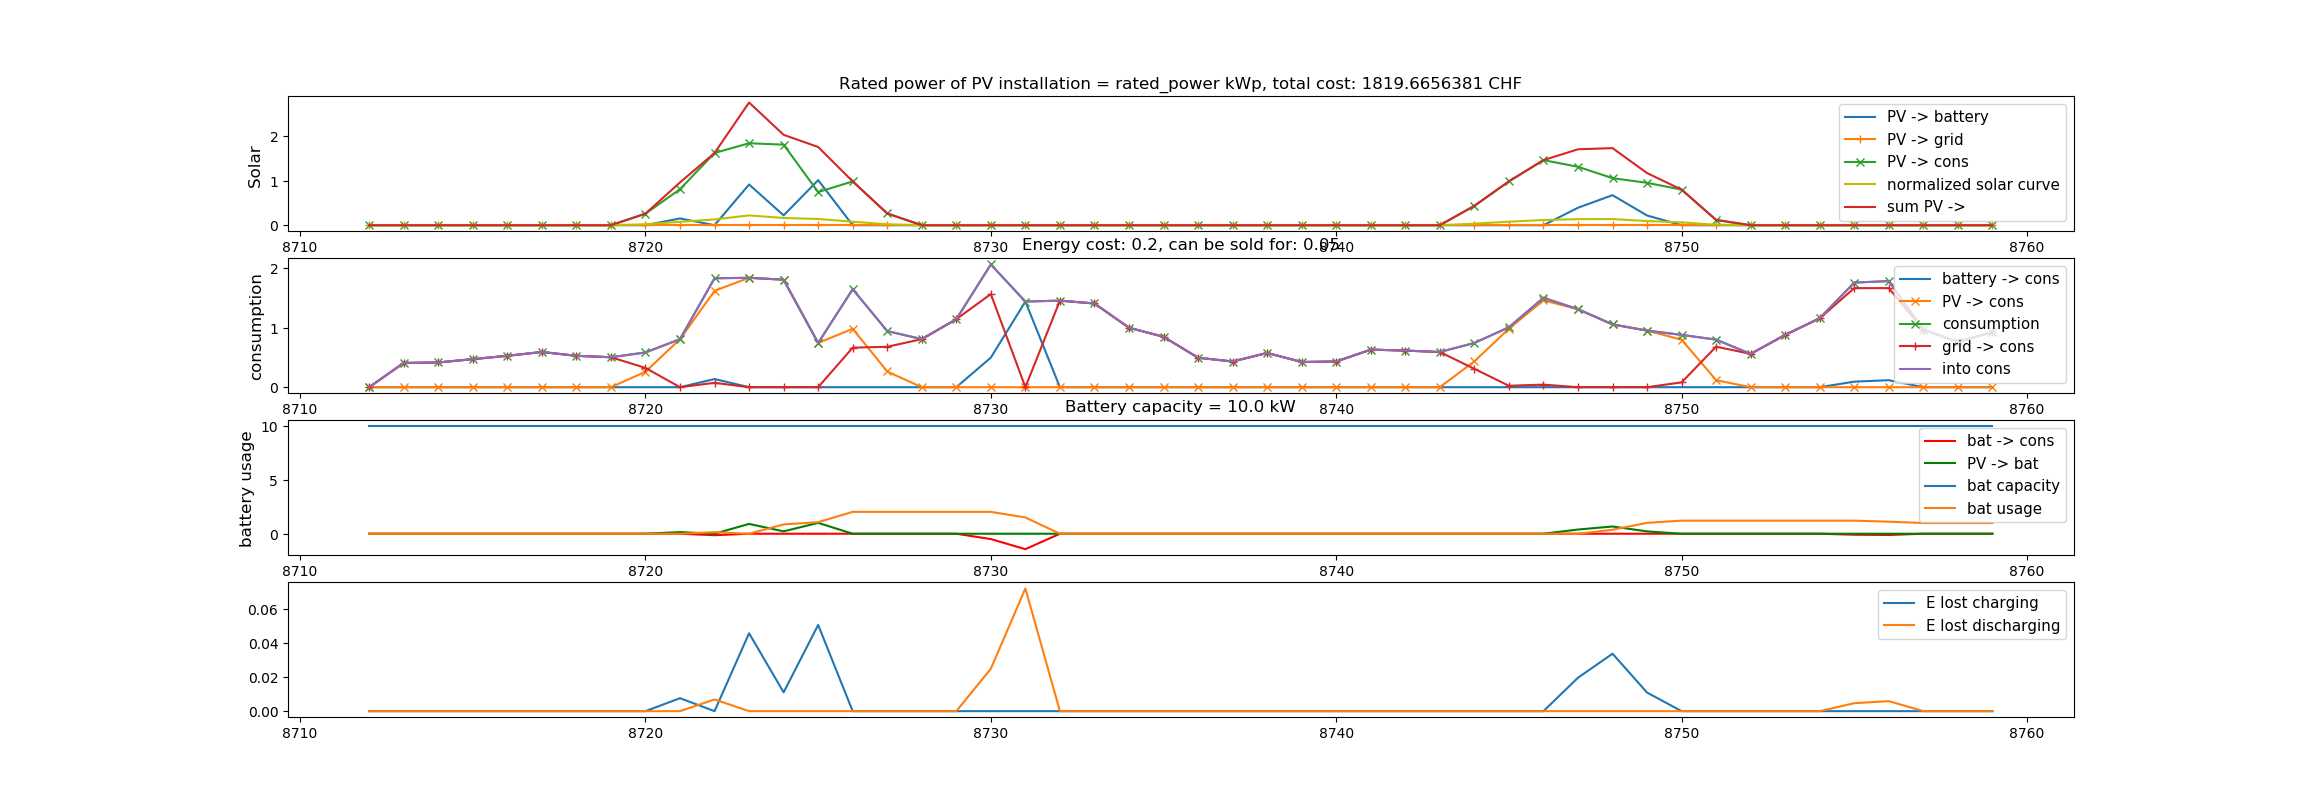 Rated power of PV installation = rated_power kWp, total cost: 1819.6656381 CHF
Solar
2
1
0
PV -> battery
PV -> grid
PV -> cons
normalized solar curve
sum PV ->
8710 8720 8730 8740 8750 8760
Energy cost: 0.2, can be sold for: 0.05
consumption
2
1
0
battery -> cons
PV -> cons
consumption
grid -> cons
into cons
8710 8720 8730 8740 8750 8760
Battery capacity = 10.0 kW
battery usage
10
5
0
bat -> cons
PV -> bat
bat capacity
bat usage
8710 8720 8730 8740 8750 8760
0.06
0.04
0.02
0.00
E lost charging
E lost discharging
8710 8720 8730 8740 8750 8760